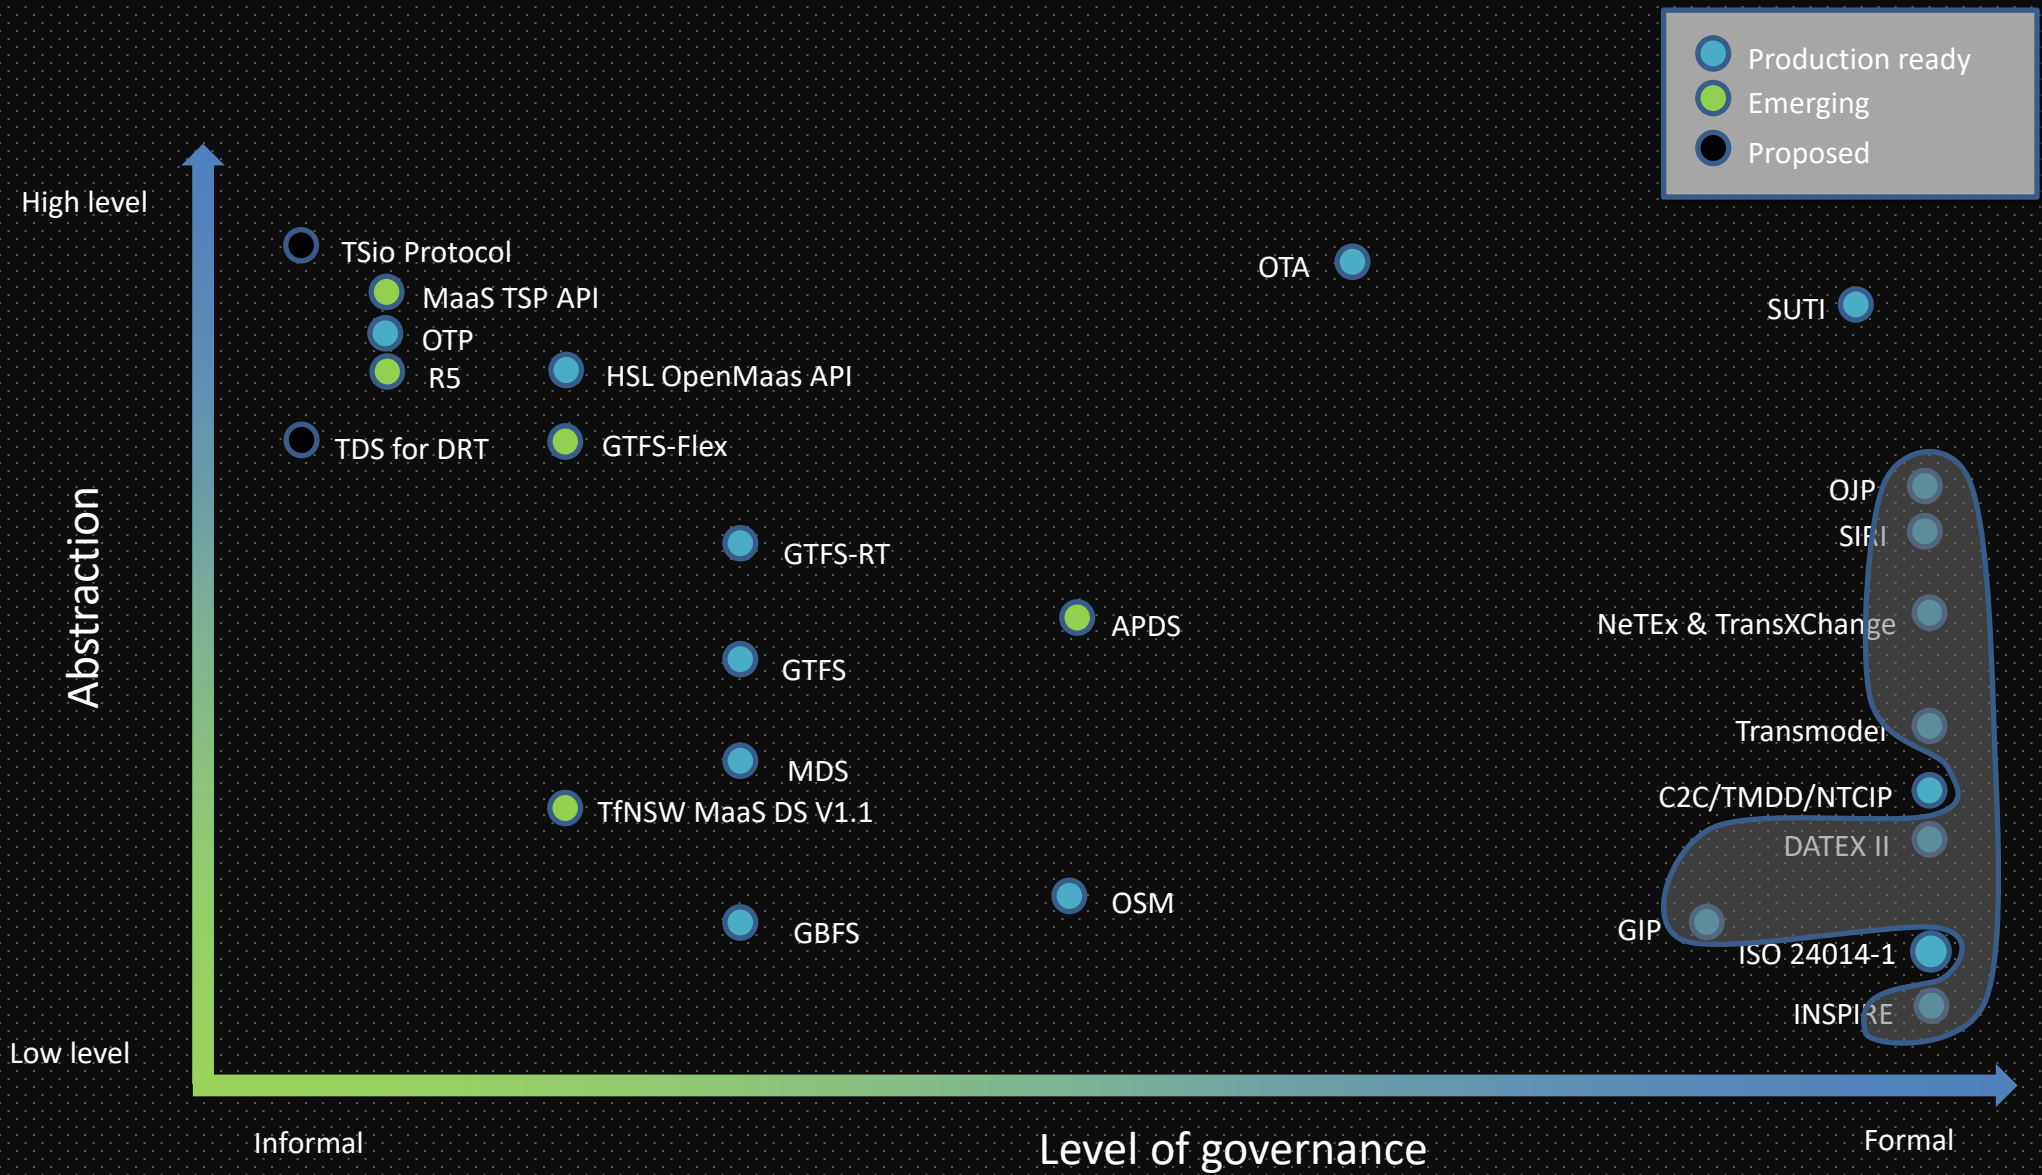 Production ready
Emerging
Proposed
High level
TSio Protocol
OTA
MaaS TSP API
SUTI
OTP
R5
HSL OpenMaas API
TDS for DRT
GTFS-Flex
OJP
SIRI
GTFS-RT
APDS
NeTEx & TransXChange
Abstraction
GTFS
Transmodel
MDS
C2C/TMDD/NTCIP
TfNSW MaaS DS V1.1
DATEX II
OSM
GBFS
GIP
ISO 24014-1
INSPIRE
Low level
Informal
Level of governance
Formal